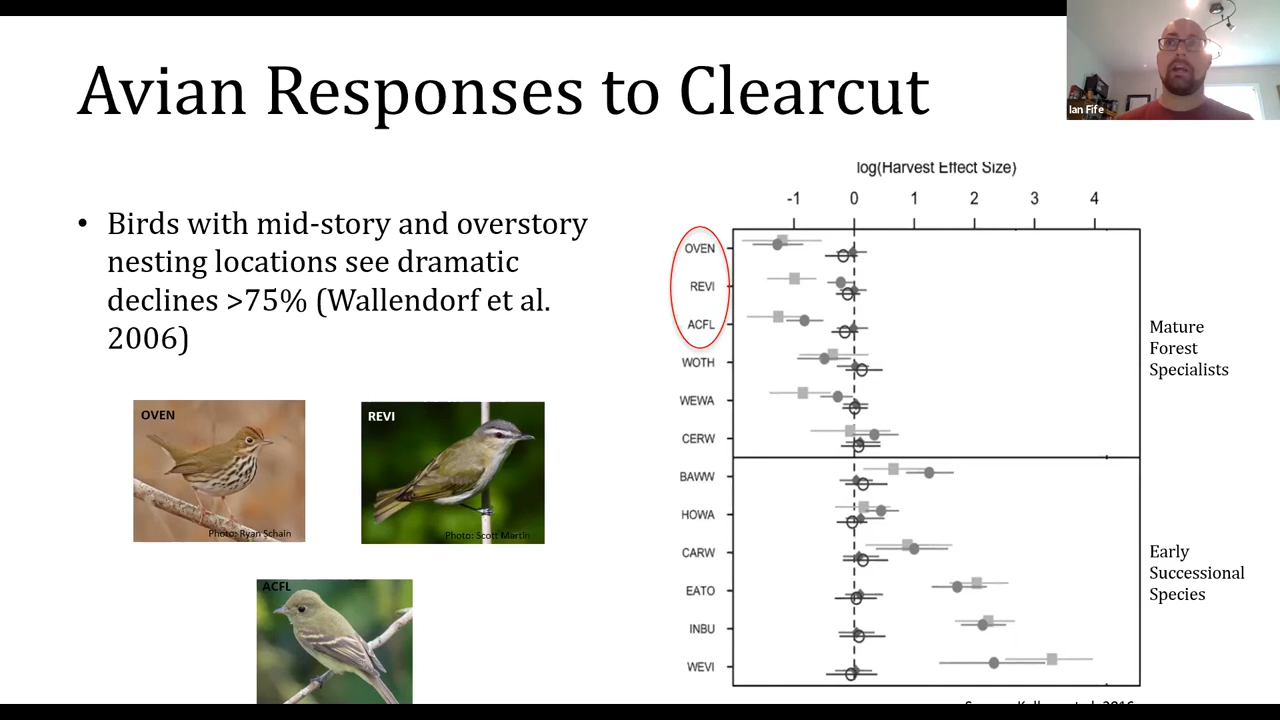 Avian Responses to Clearcut
Ian Fife
• Birds with mid-story and overstory
nesting locations see dramatic
declines >75% (Wallendorf et al.
2006)
OVEN
Photo: Ryan Schain
REVI
Photo: Scott Martin
ACFL
log(Harvest Effect Size)
-1 0 1 2 3 4
OVEN
REVI
ACFL
WOTH
WEWA
CERW
BAWW
HOWA
CARW
EATO
INBU
WEVI
Mature
Forest
Specialists
Early
Successional
Species